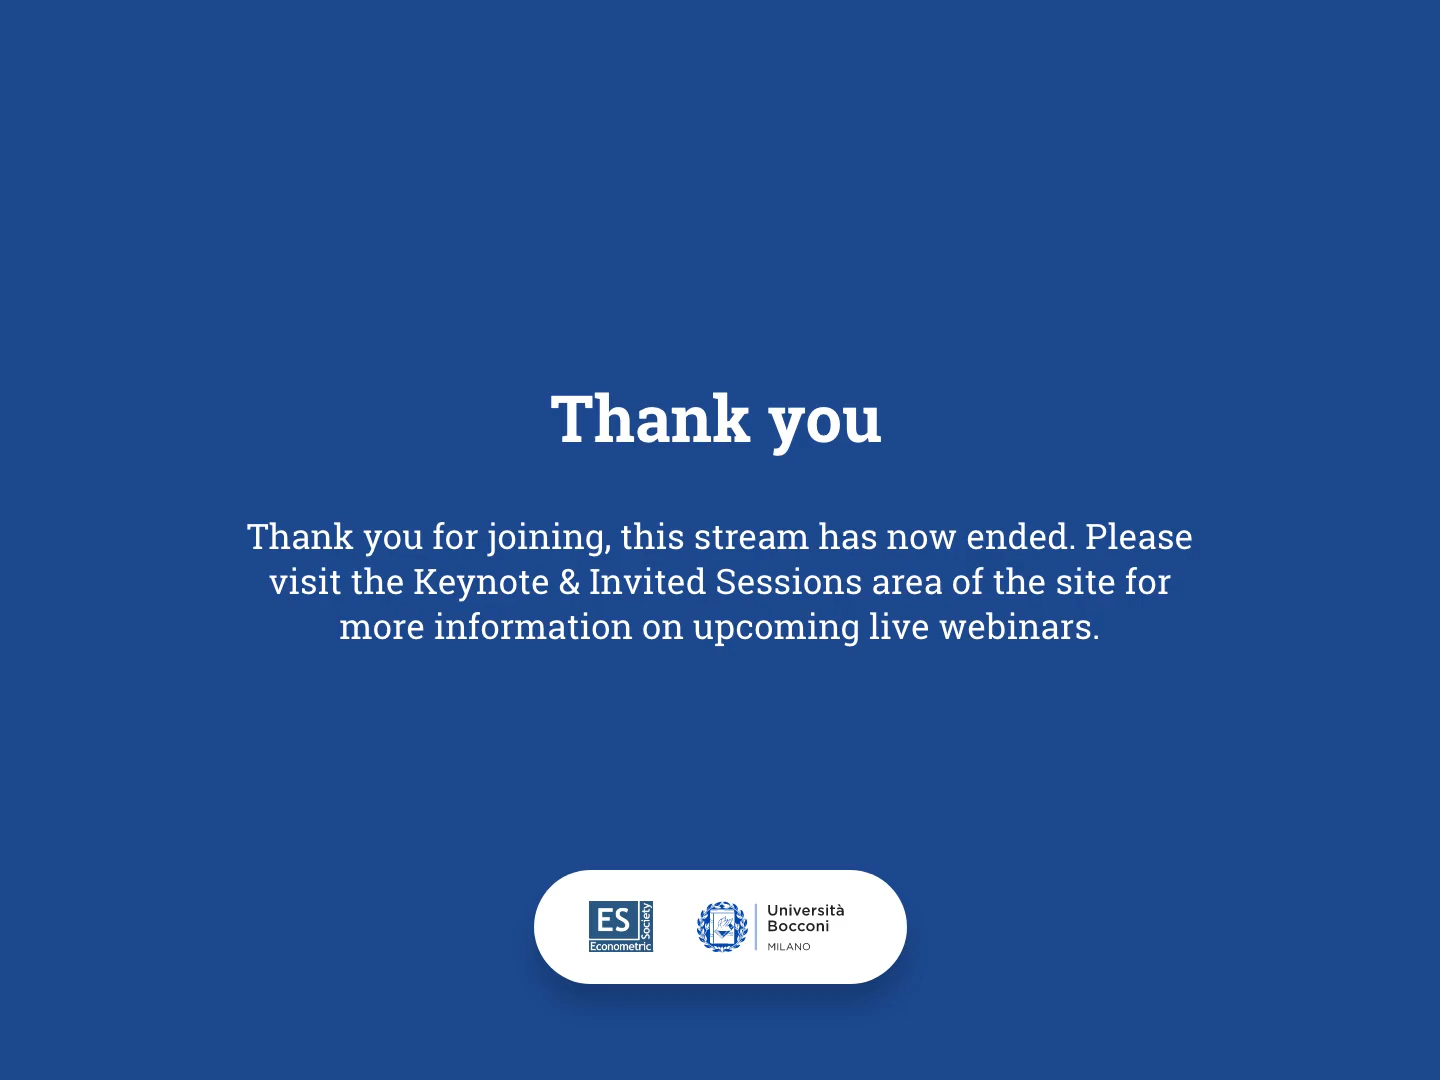 Thank you
Thank you for joining, this stream has now ended. Please
visit the Keynote & Invited Sessions area of the site for
more information on upcoming live webinars.
ES
Society
Econometric
Università
Bocconi
MILANO